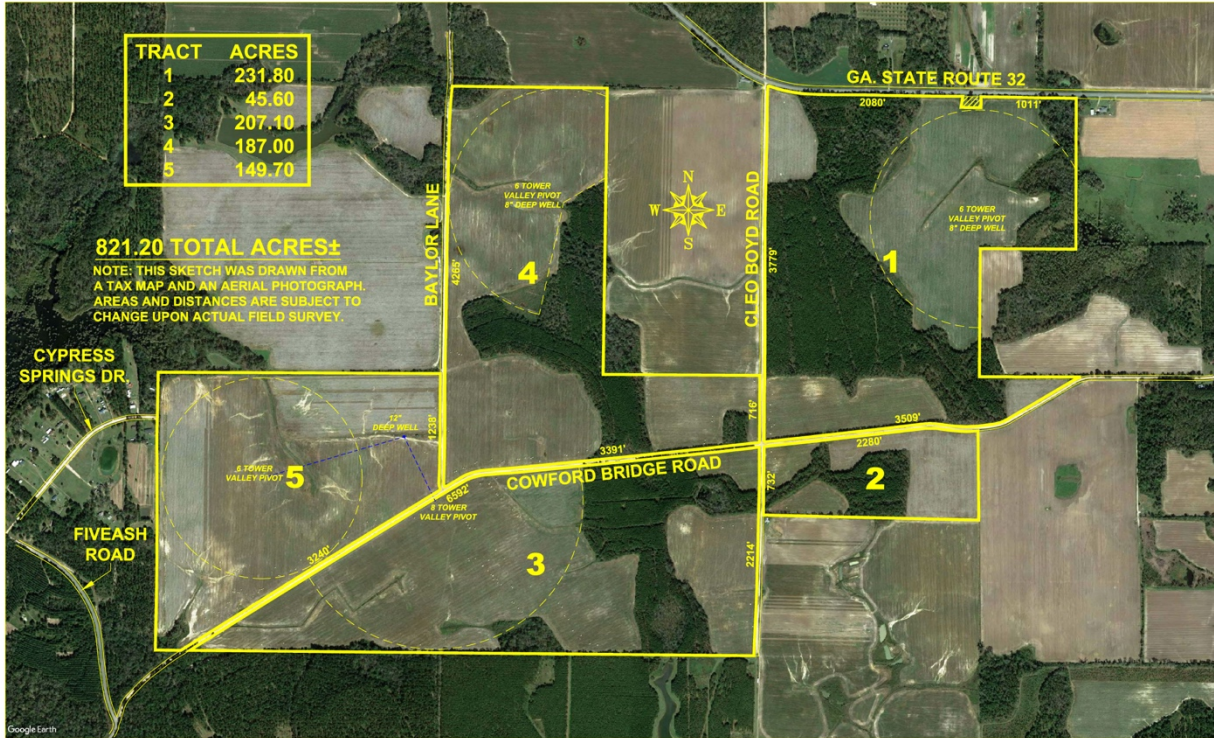 TRACT ACRES
1 231.80
2 45.60
3 207.10
4 187.00
5 149.70
821.20 TOTAL ACRES±
NOTE: THIS SKETCH WAS DRAWN FROM
A TAX MAP AND AN AERIAL PHOTOGRAPH.
AREAS AND DISTANCES ARE SUBJECT TO
CHANGE UPON ACTUAL FIELD SURVEY.
GA. STATE ROUTE 32
2080'
1011'
BAYLOR LANE
4265'
6 TOWER
VALLEY PIVOT
8" DEEP WELL
4
N
W E
S
CLEO BOYD ROAD
3779'
6 TOWER
VALLEY PIVOT
8" DEEP WELL
1
CYPRESS
SPRINGS DR.
1238'
12"
DEEP WELL
716'
3509'
2280'
3391'
COWFORD BRIDGE ROAD
6 TOWER
VALLEY PIVOT
5
6592'
8 TOWER
VALLEY PIVOT
732'
2
FIVEASH
ROAD
3240'
3
2214'
Google Earth